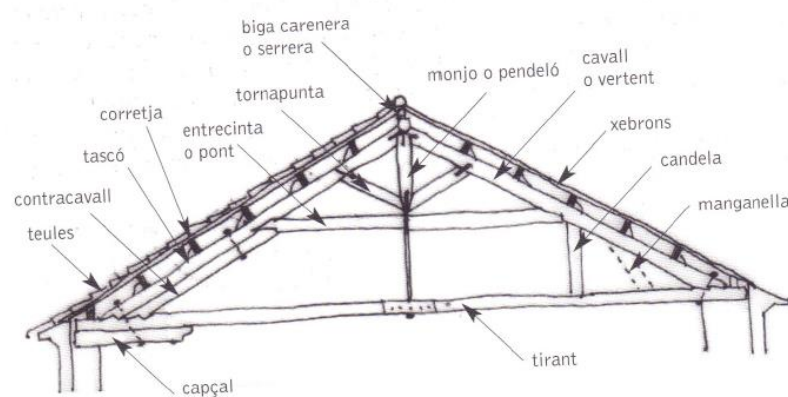 biga carenera
o serrera
monjo o pendeló
cavall
o vertent
tornapunta
corretja
entrecinta
o pont
xebrons
tascó
candela
contracavall
manganella
teules
tirant
capçal